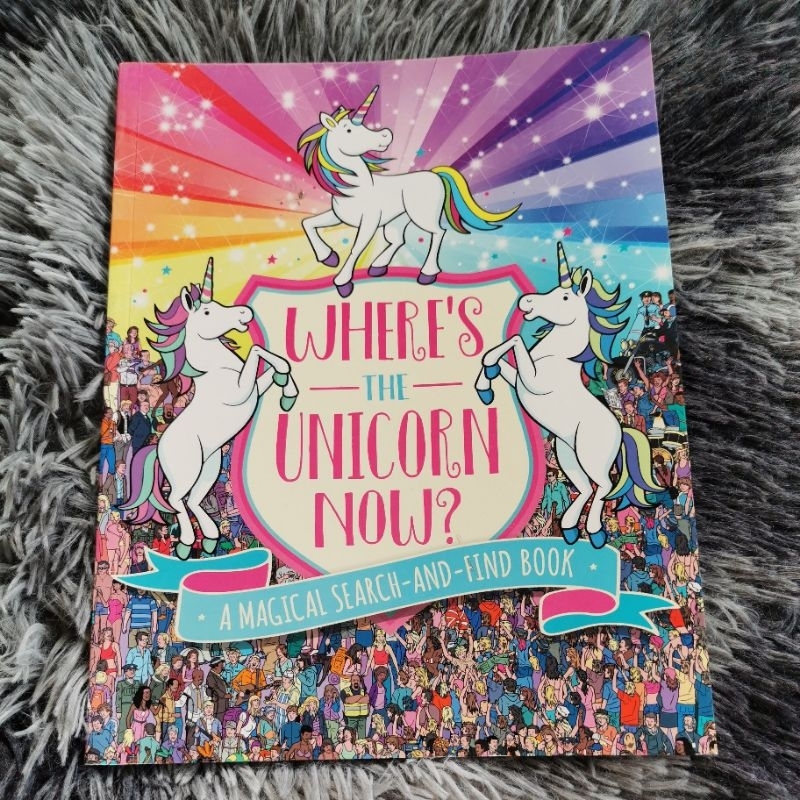 WHERE'S
THE
UNICORN
NOW?
A MAGICAL SEARCH-AND-FIND BOOK